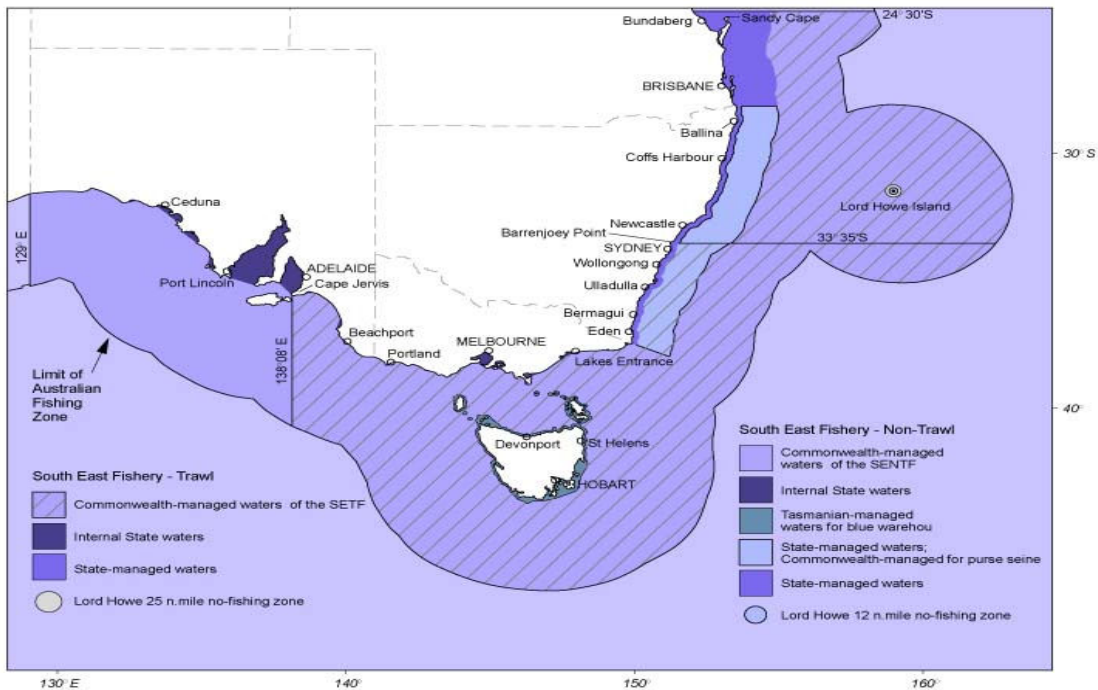 Bundaberg
Sandy Cape
24° 30'S
BRISBANE
Ballina
30° S
Coffs Harbour
Lord Howe Island
Ceduna
Newcastle
Barrenjoey Point
33° 35'S
SYDNEY
129° E
ADELAIDE
Wollongong
Port Lincoln
Cape Jervis
Ulladulla
Bermagui
Beachport
MELBOURNE
Eden
138° 08' E
Portland
Lakes Entrance
Limit of
Australian
Fishing
Zone
40°
Devonport
St Helens
HOBART
South East Fishery - Trawl
Commonwealth-managed waters of the SETF
Internal State waters
State-managed waters
Lord Howe 25 n.mile no-fishing zone
South East Fishery - Non-Trawl
Commonwealth-managed
waters of the SENTF
Internal State waters
Tasmanian-managed
waters for blue warehou
State-managed waters;
Commonwealth-managed for purse seine
State-managed waters
Lord Howe 12 n.mile no-fishing zone
130° E
140°
150°
160°